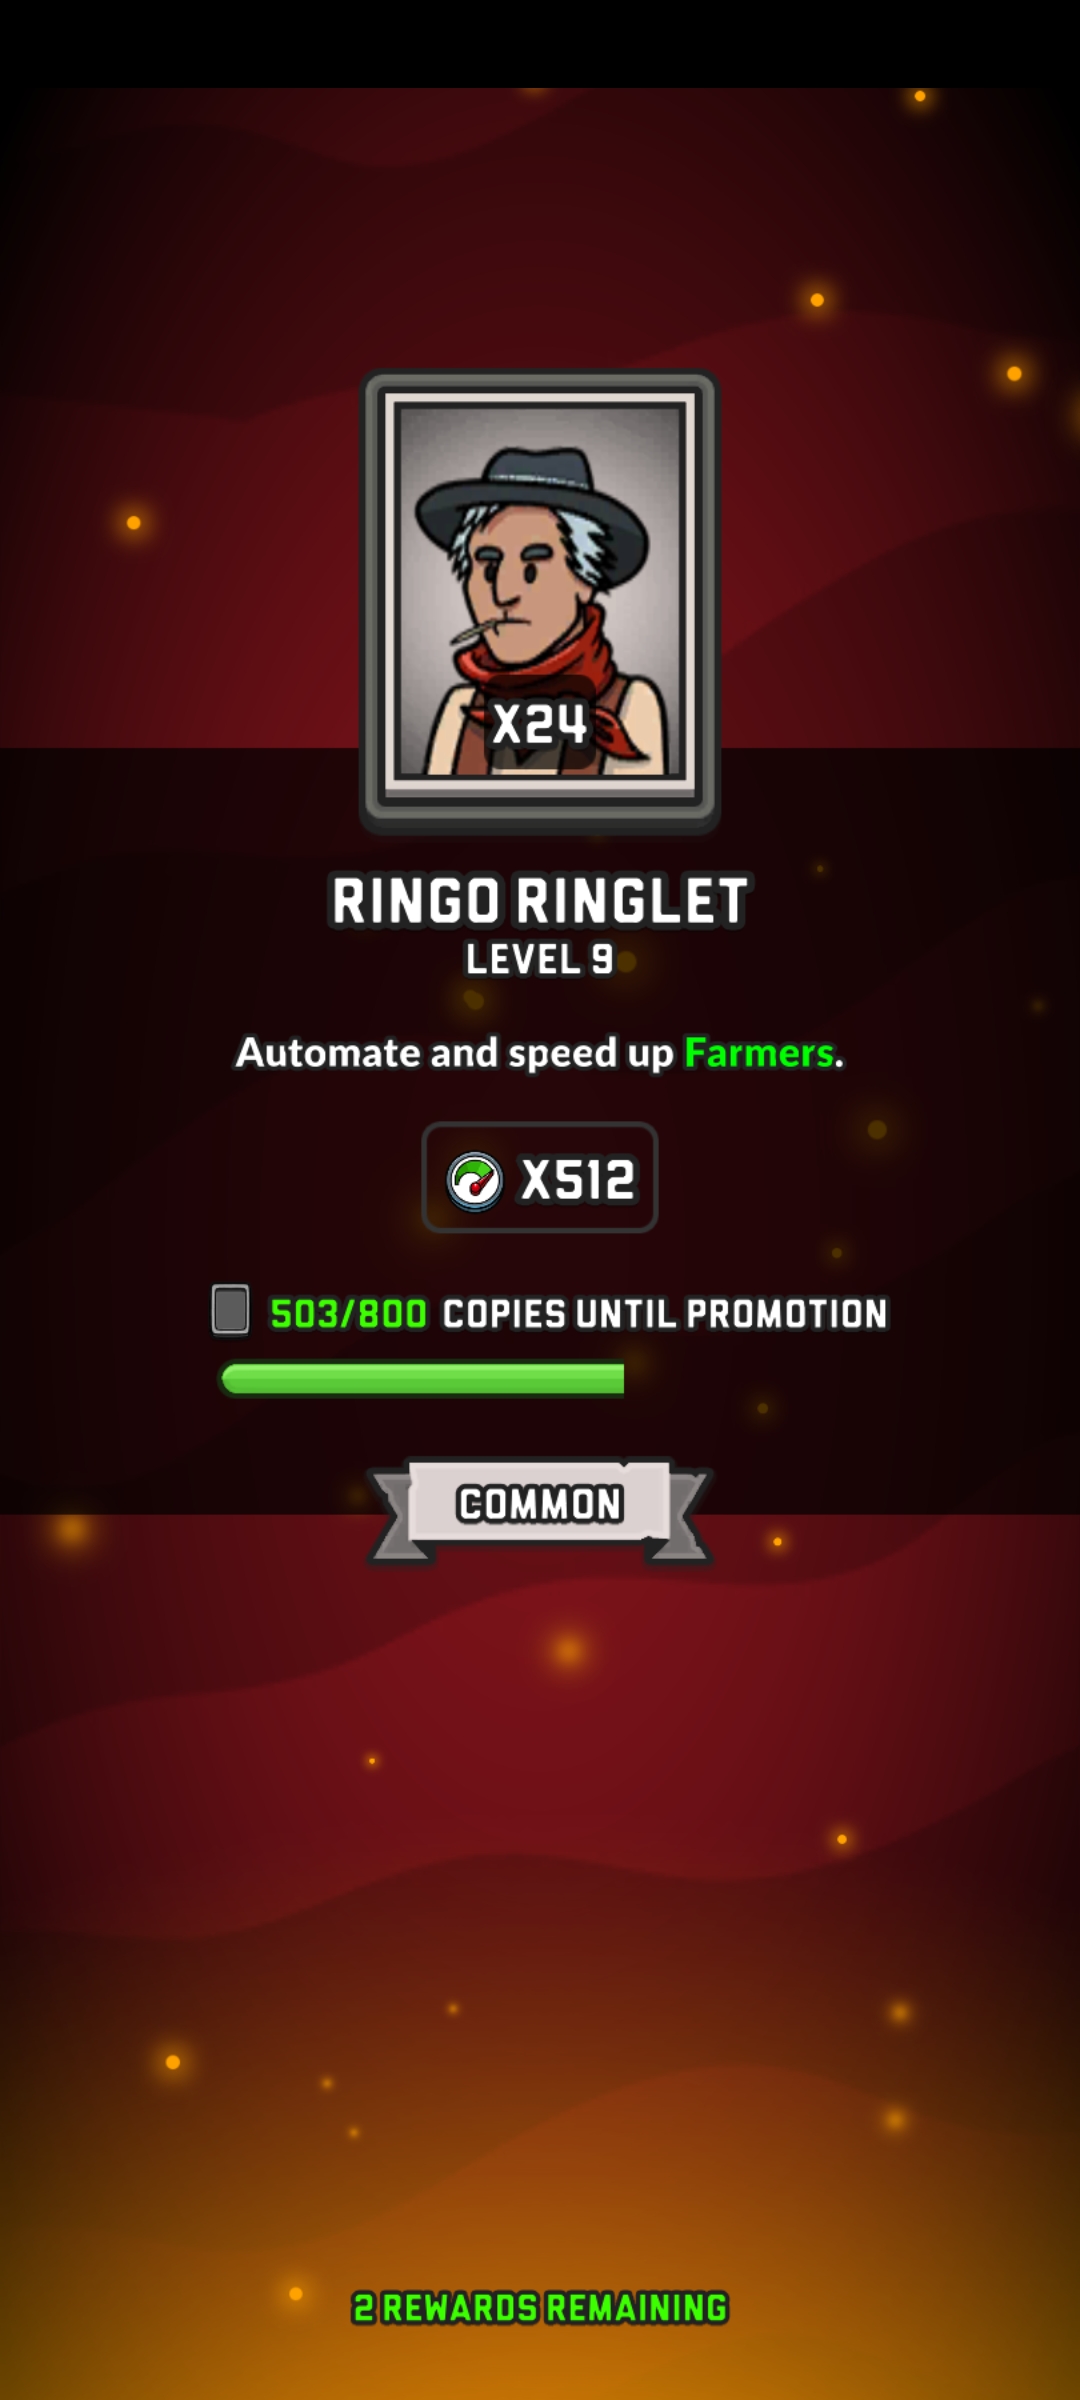 X24
RINGO RINGLET
LEVEL 9
Automate and speed up Farmers.
X512
503/800 COPIES UNTIL PROMOTION
COMMON
2 REWARDS REMAINING